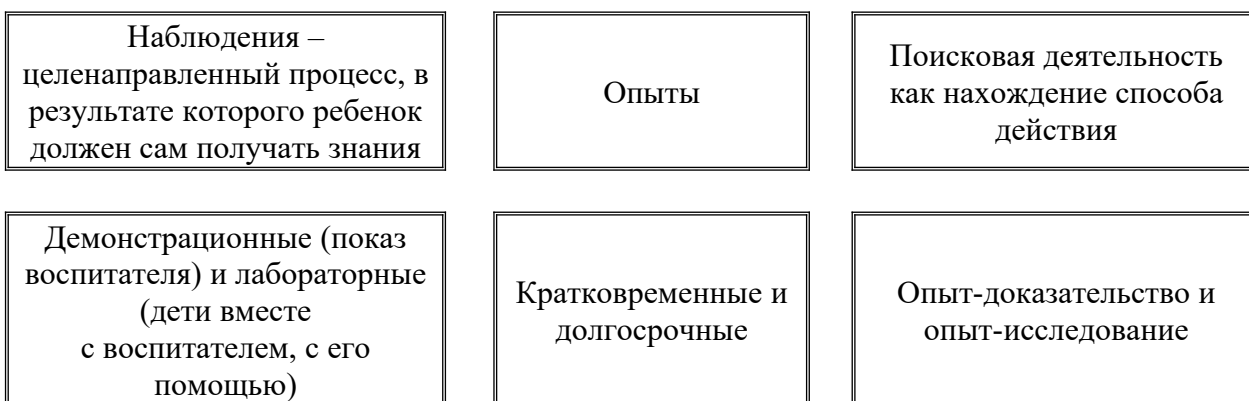 Наблюдения –
целенаправленный процесс, в
результате которого ребенок
должен сам получать знания
Опыты
Поисковая деятельность
как нахождение способа
действия
Демонстрационные (показ
воспитателя) и лабораторные
(дети вместе
с воспитателем, с его
помощью)
Кратковременные и
долгосрочные
Опыт-доказательство и
опыт-исследование